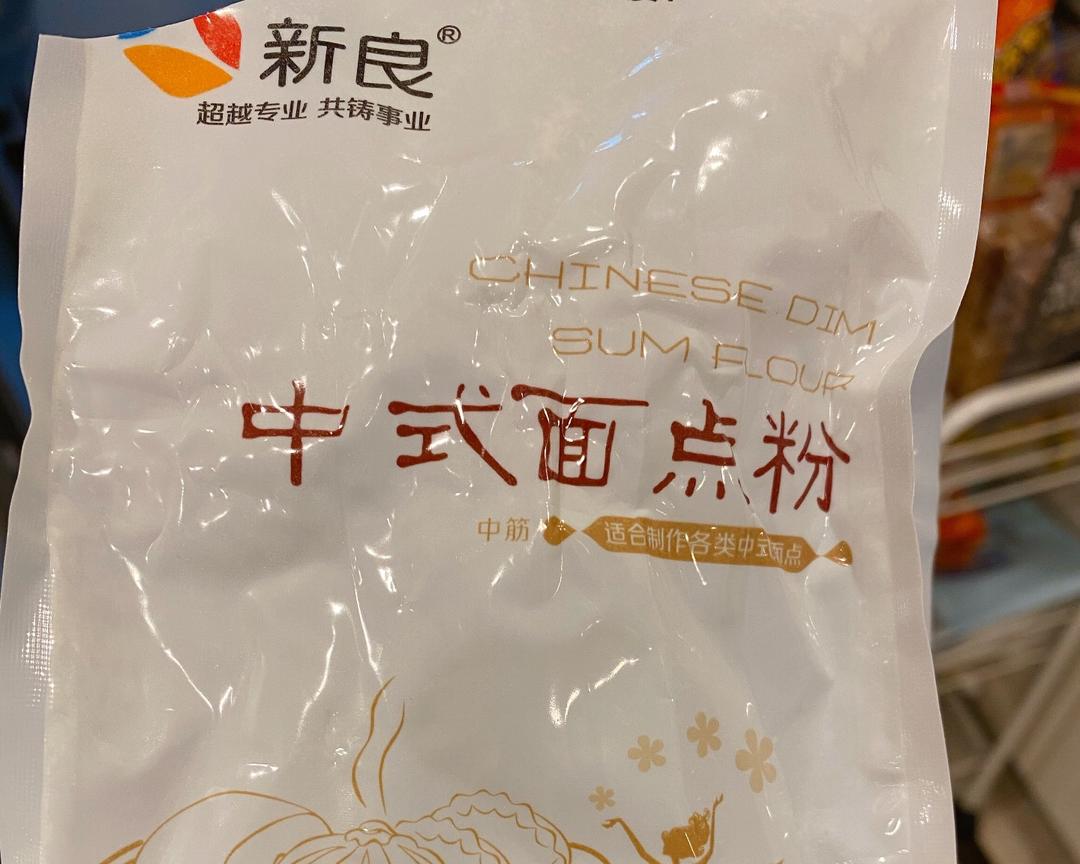 新良®
超越专业 共铸事业
CHINESE DIM
SUM FLOUR
中式面点粉
中筋 适合制作各类中式面点